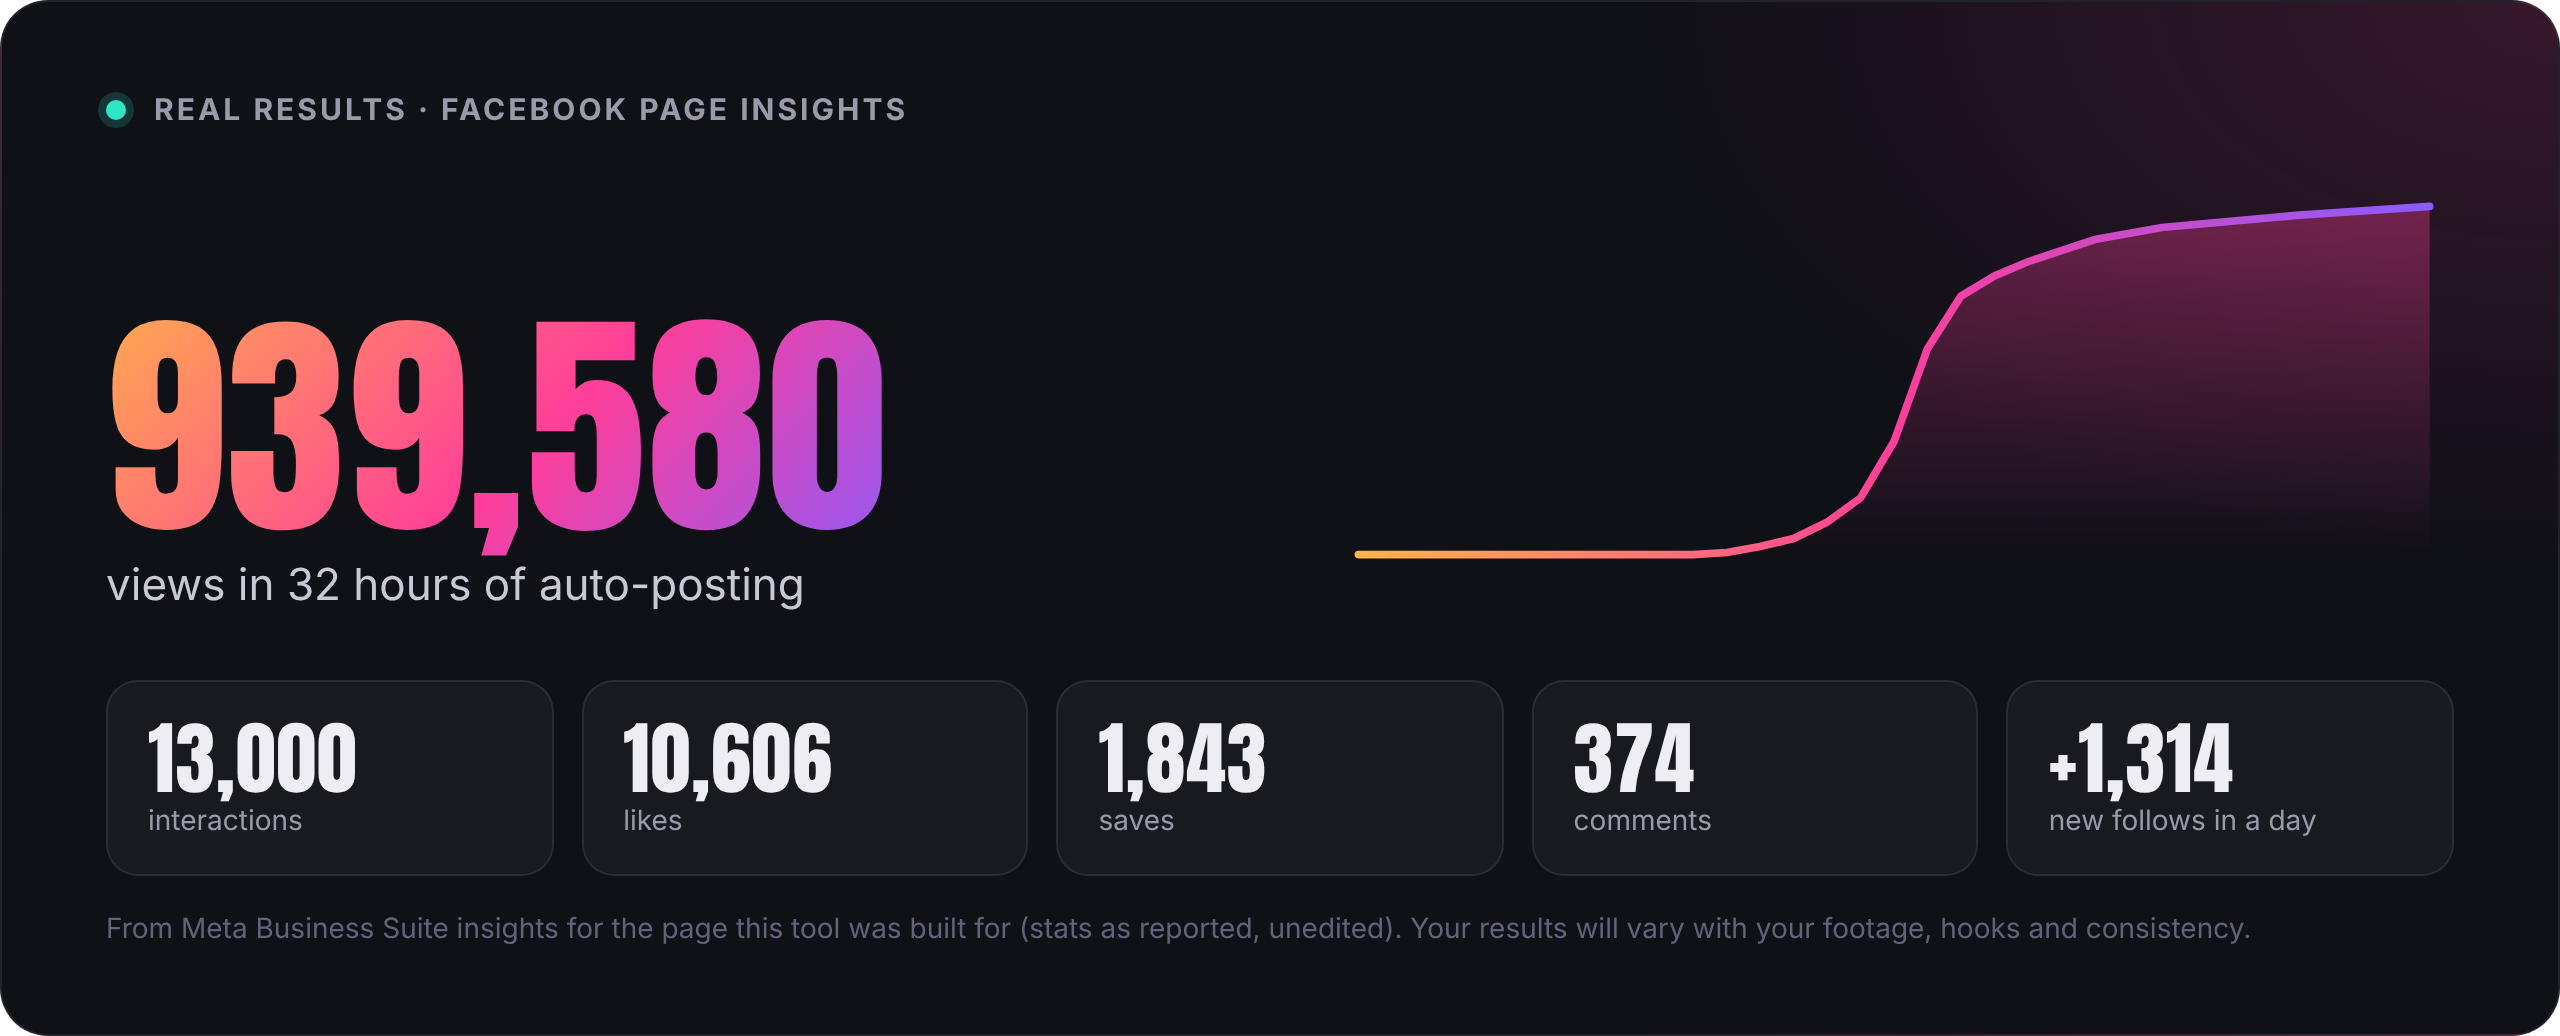 REAL RESULTS · FACEBOOK PAGE INSIGHTS
939,580
views in 32 hours of auto-posting
13,000
interactions
10,606
likes
1,843
saves
374
comments
+1,314
new follows in a day
From Meta Business Suite insights for the page this tool was built for (stats as reported, unedited). Your results will vary with your footage, hooks and consistency.